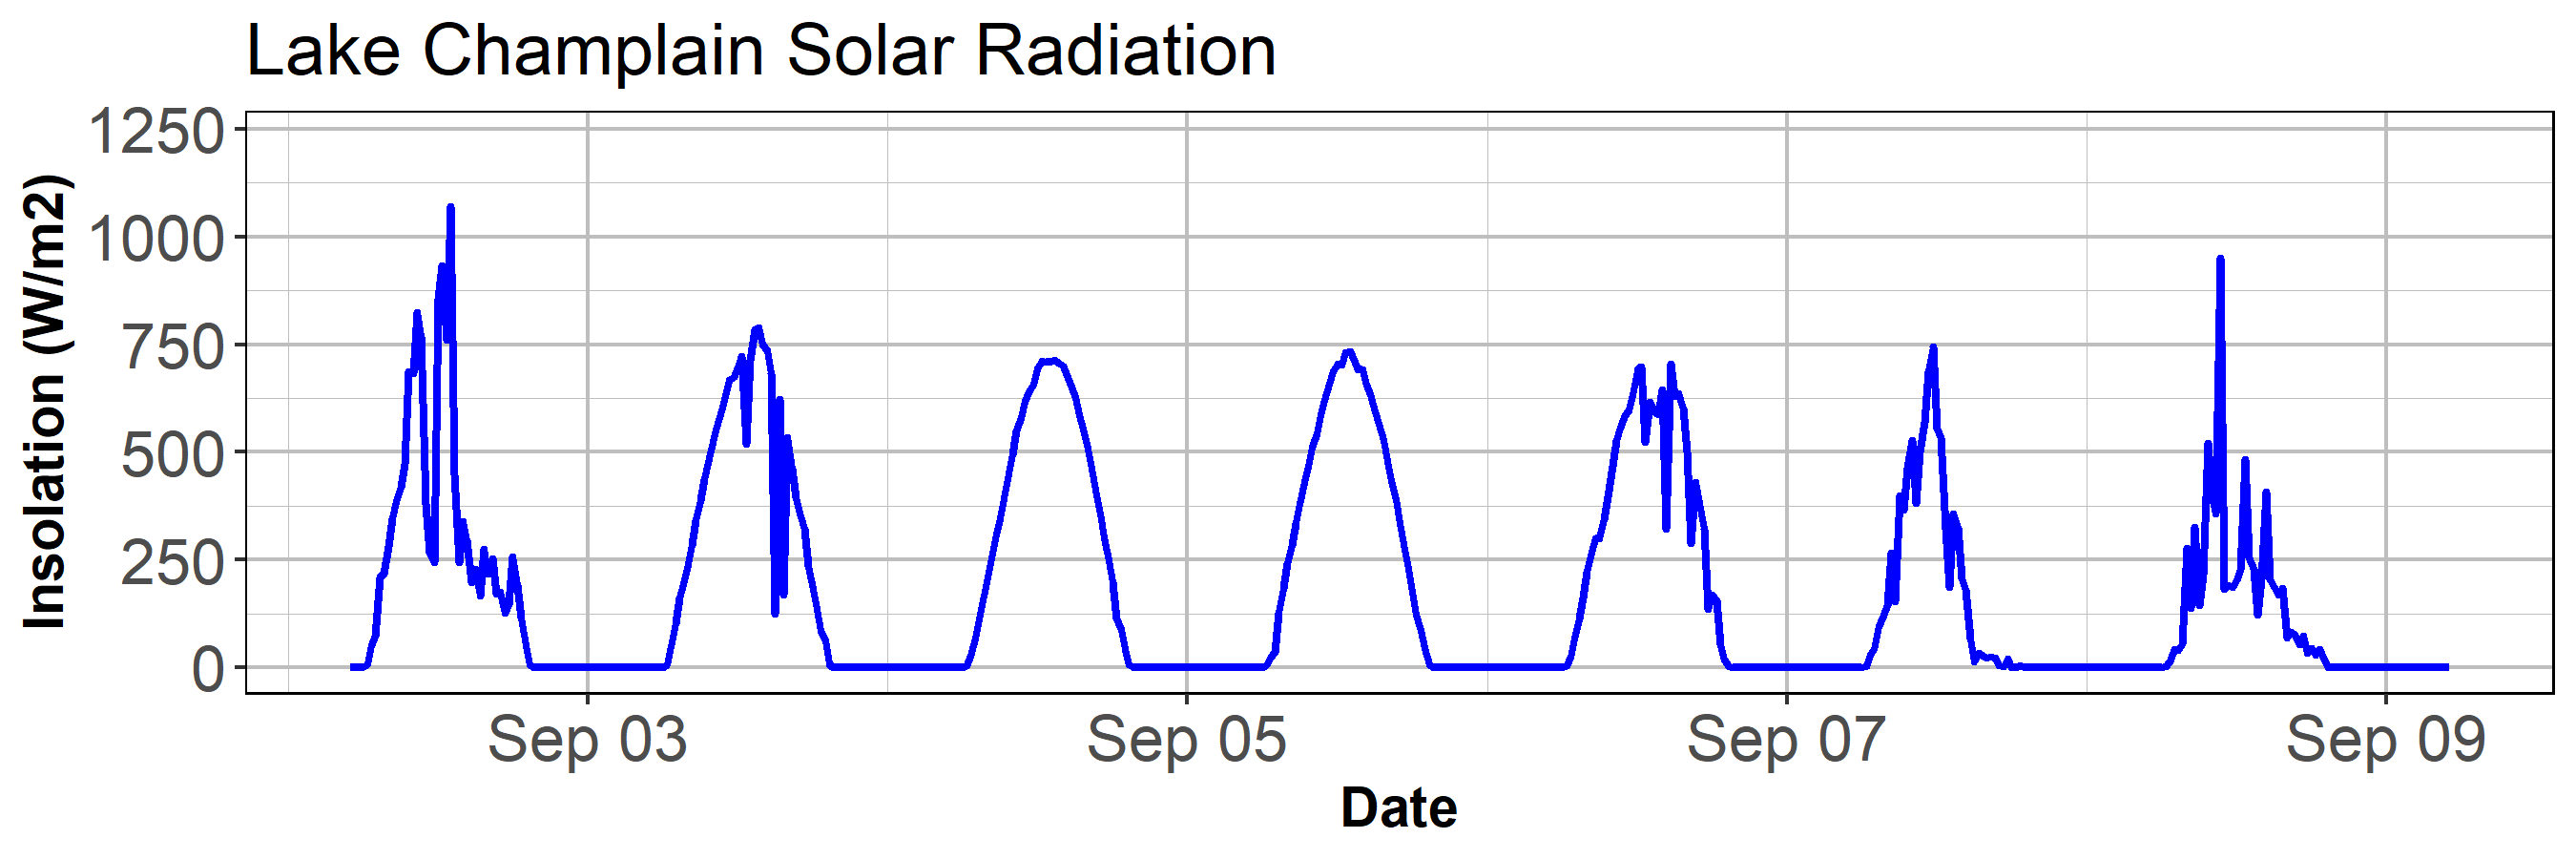 Lake Champlain Solar Radiation
1250
1000
750
500
250
0
Insolation (W/m2)
Sep 03
Sep 05
Sep 07
Sep 09
Date